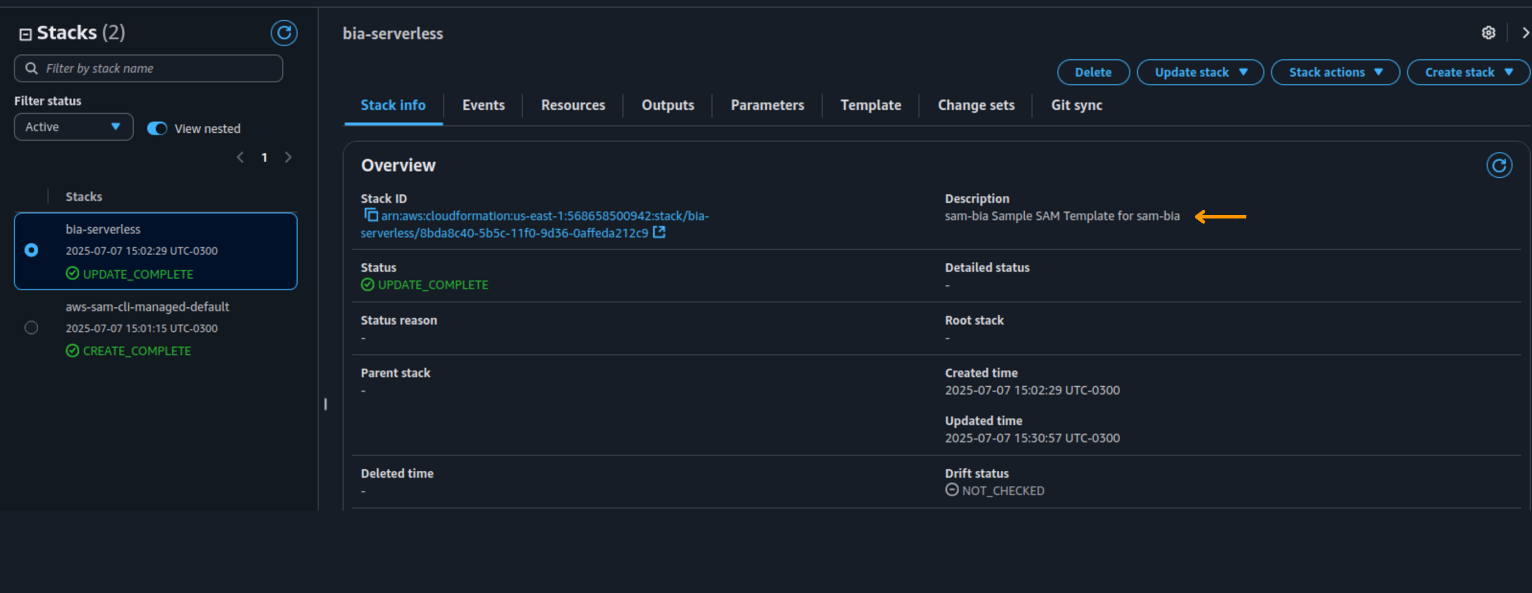 Stacks (2)
Filter by stack name
Filter status
Active
View nested
1
Stacks
bia-serverless
2025-07-07 15:02:29 UTC-0300
UPDATE_COMPLETE
aws-sam-cli-managed-default
2025-07-07 15:01:15 UTC-0300
CREATE_COMPLETE
bia-serverless
Delete
Update stack
Stack actions
Create stack
Stack info
Events
Resources
Outputs
Parameters
Template
Change sets
Git sync
Overview
Stack ID
arn:aws:cloudformation:us-east-1:568658500942:stack/bia-
serverless/8bda8c40-5b5c-11f0-9d36-0affeda212c9
Description
sam-bia Sample SAM Template for sam-bia
Status
UPDATE_COMPLETE
Detailed status
-
Status reason
-
Root stack
-
Parent stack
-
Created time
2025-07-07 15:02:29 UTC-0300
Updated time
2025-07-07 15:30:57 UTC-0300
Deleted time
-
Drift status
NOT_CHECKED